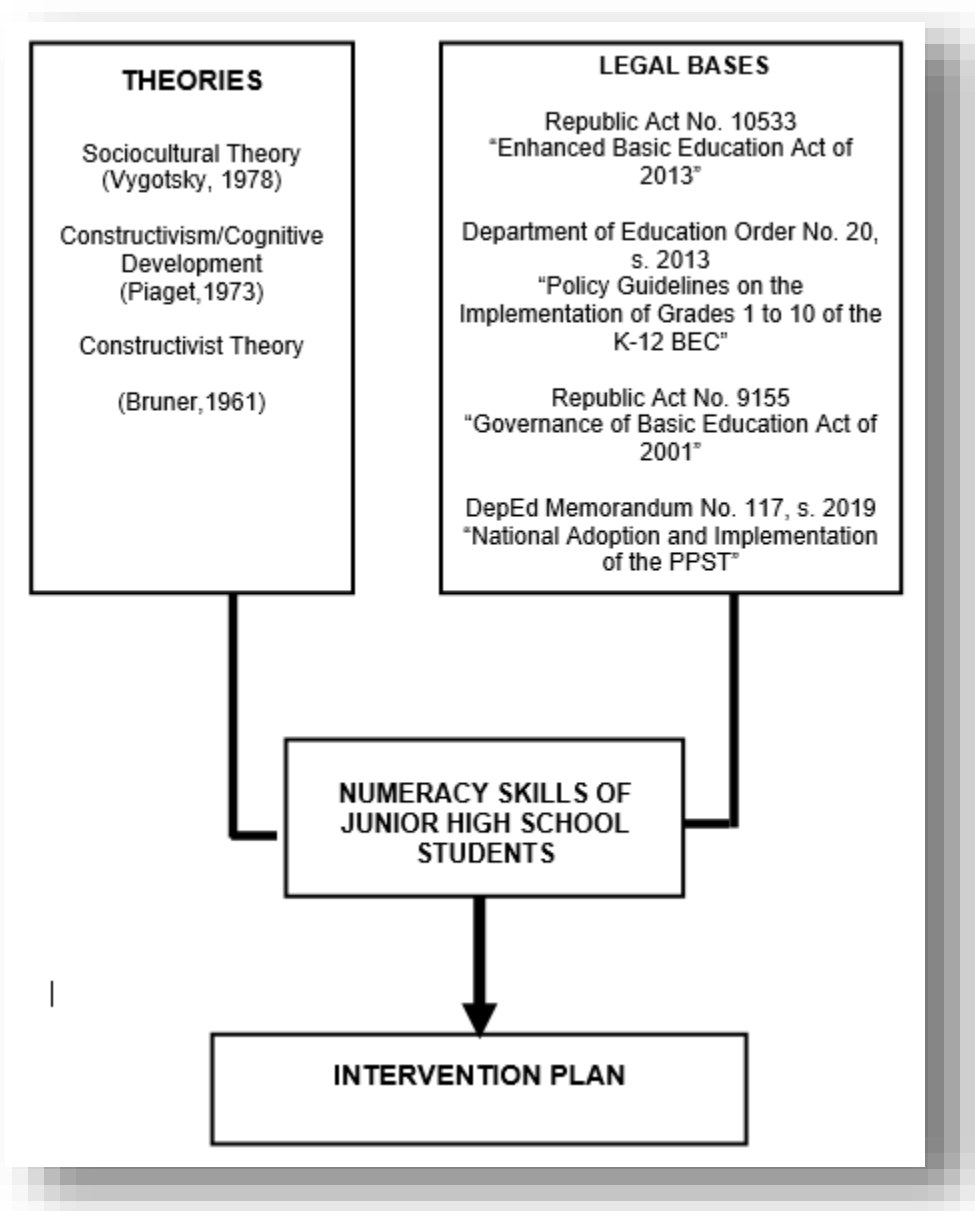 THEORIES
Sociocultural Theory
(Vygotsky, 1978)
Constructivism/Cognitive
Development
(Piaget,1973)
Constructivist Theory
(Bruner,1961)
LEGAL BASES
Republic Act No. 10533
“Enhanced Basic Education Act of
2013”
Department of Education Order No. 20,
s. 2013
“Policy Guidelines on the
Implementation of Grades 1 to 10 of the
K-12 BEC”
Republic Act No. 9155
“Governance of Basic Education Act of
2001”
DepEd Memorandum No. 117, s. 2019
“National Adoption and Implementation
of the PPST”
NUMERACY SKILLS OF
JUNIOR HIGH SCHOOL
STUDENTS
INTERVENTION PLAN